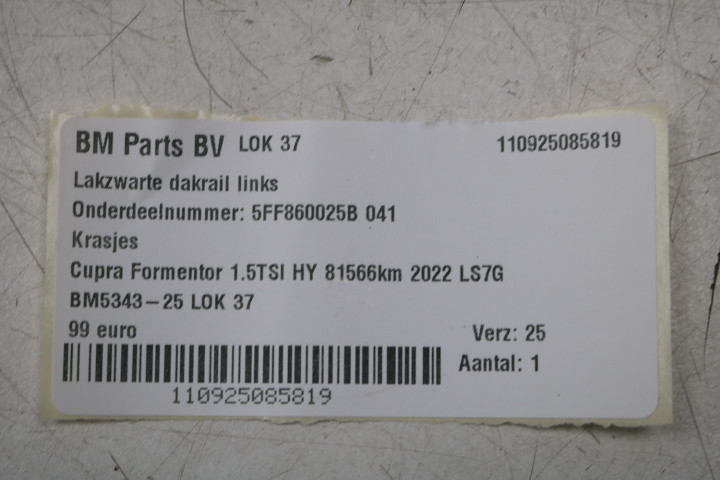 BM Parts BV LOK 37 110925085819
Lakzwarte dakrail links
Onderdeelnummer: 5FF860025B 041
Krasjes
Cupra Formentor 1.5TSI HY 81566km 2022 LS7G
BM5343-25 LOK 37
99 euro Verz: 25
Aantal: 1
110925085819